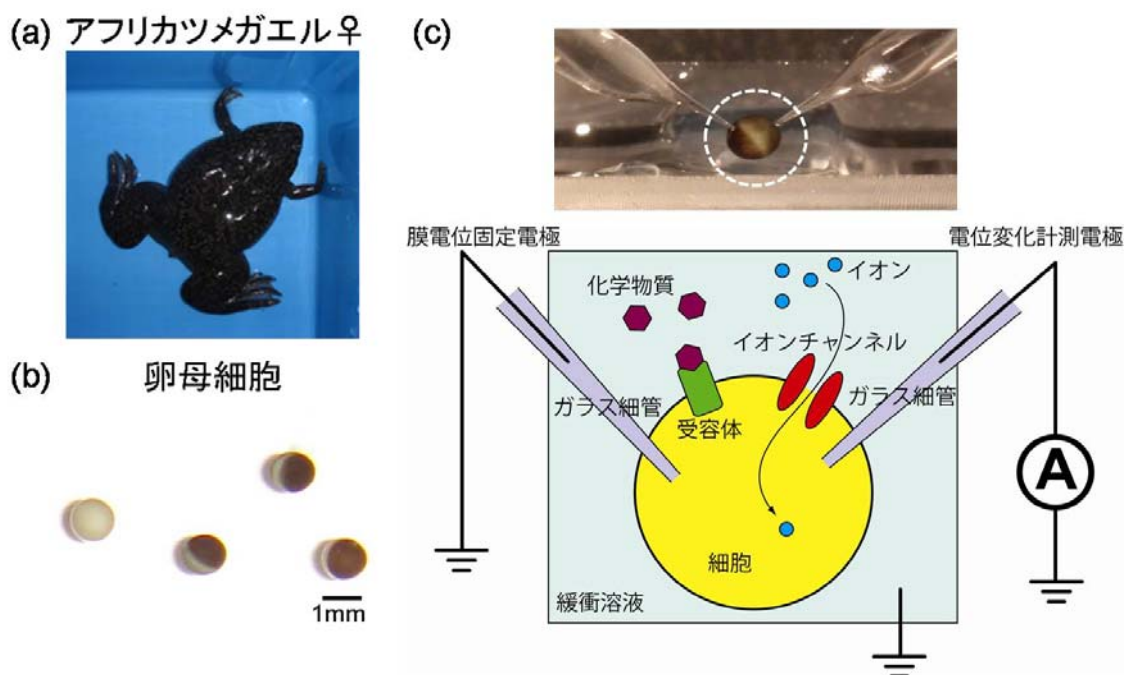 (a) アフリカツメガエル♀
(b) 卵母細胞
1mm
(c)
膜電位固定電極
電位変化計測電極
化学物質
イオン
イオンチャンネル
ガラス細管
ガラス細管
受容体
A
細胞
緩衝溶液